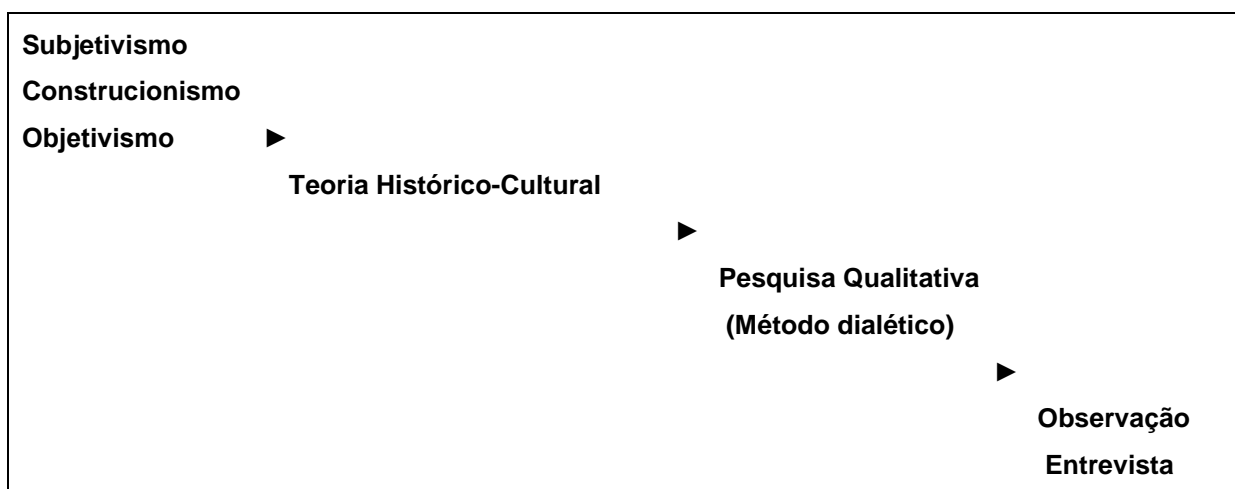 Subjetivismo
Construcionismo
Objetivismo ►
Teoria Histórico-Cultural
►
Pesquisa Qualitativa
(Método dialético)
►
Observação
Entrevista